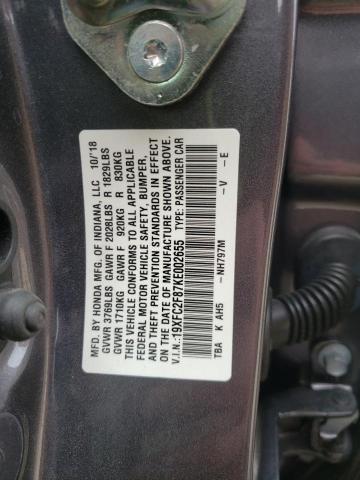 MFD. BY HONDA MFG. OF INDIANA, LLC 10/'18
GVWR 3769LBS GAWR F 2028LBS R 1829LBS
GVWR 1710KG GAWR F 920KG R 830KG
THIS VEHICLE CONFORMS TO ALL APPLICABLE
FEDERAL MOTOR VEHICLE SAFETY, BUMPER,
AND THEFT PREVENTION STANDARDS IN EFFECT
ON THE DATE OF MANUFACTURE SHOWN ABOVE.
V.I.N.:19XFC2F87KE002655 TYPE: PASSENGER CAR
TBA K AH5 -NH797M -V -E